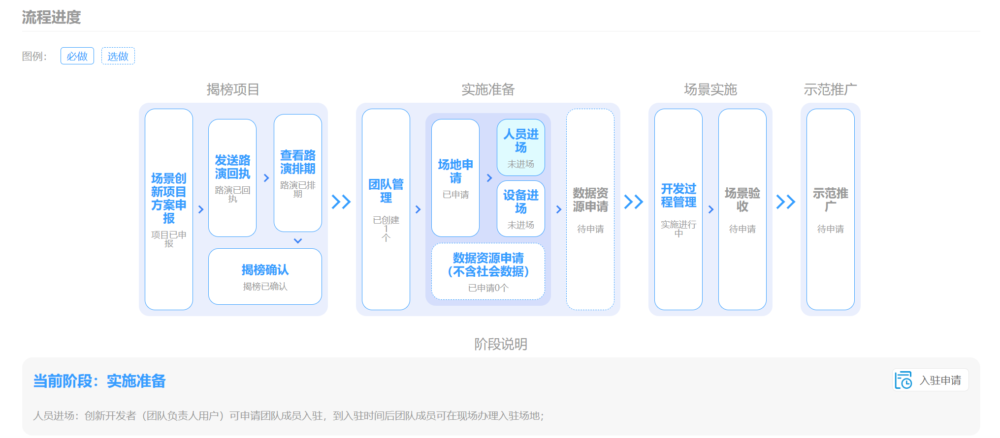 流程进度
图例：
必做
选做
揭榜项目
场景创
新项目
方案申
报
项目已申
报
发送路
演回执
路演已回
执
查看路
演排期
路演已排
期
揭榜确认
揭榜已确认
实施准备
团队管
理
已创建
1
个
场地申
请
已申请
人员进
场
未进场
设备进
场
未进场
数据资源申请
（不含社会数据）
已申请0个
数据资
源申请
待申请
场景实施
开发过
程管理
实施进行
中
场景验
收
待申请
示范推广
示范推
广
待申请
阶段说明
当前阶段：实施准备
入驻申请
人员进场：创新开发者（团队负责人用户）可申请团队成员入驻，到入驻时间后团队成员可在现场办理入驻场地；